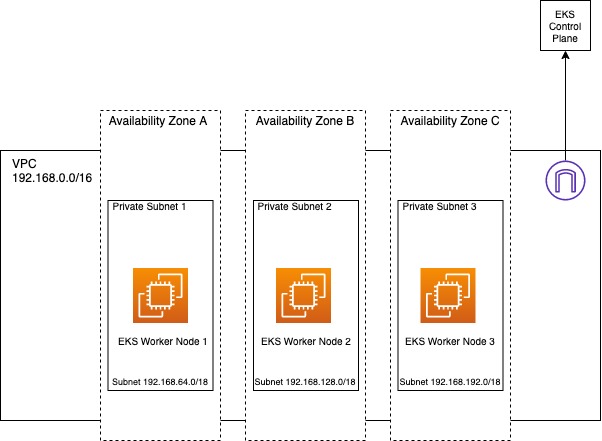 EKS
Control
Plane
Availability Zone A
Availability Zone B
Availability Zone C
VPC
192.168.0.0/16
Private Subnet 1
Private Subnet 2
Private Subnet 3
EKS Worker Node 1
EKS Worker Node 2
EKS Worker Node 3
Subnet 192.168.64.0/18
Subnet 192.168.128.0/18
Subnet 192.168.192.0/18